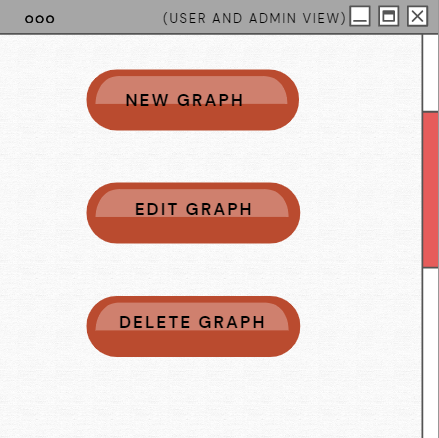 ooo (USER AND ADMIN VIEW)
NEW GRAPH
EDIT GRAPH
DELETE GRAPH